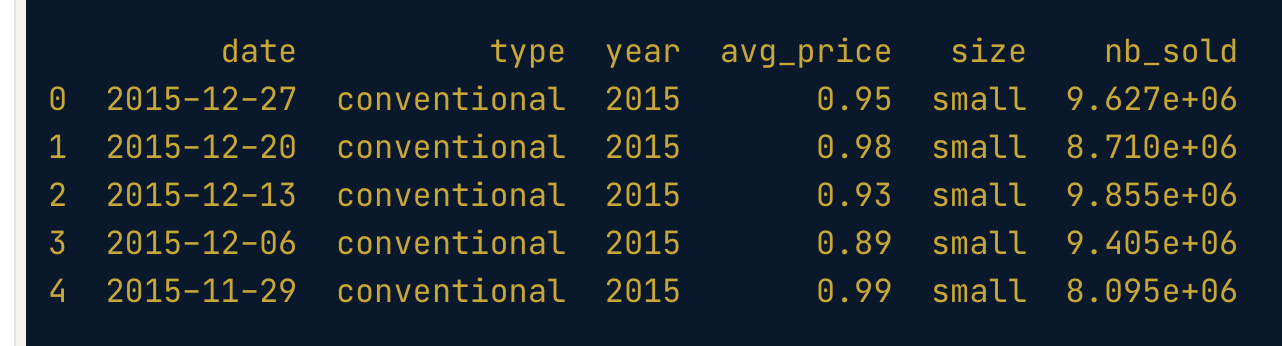 date type year avg_price size nb_sold
0 2015-12-27 conventional 2015 0.95 small 9.627e+06
1 2015-12-20 conventional 2015 0.98 small 8.710e+06
2 2015-12-13 conventional 2015 0.93 small 9.855e+06
3 2015-12-06 conventional 2015 0.89 small 9.405e+06
4 2015-11-29 conventional 2015 0.99 small 8.095e+06